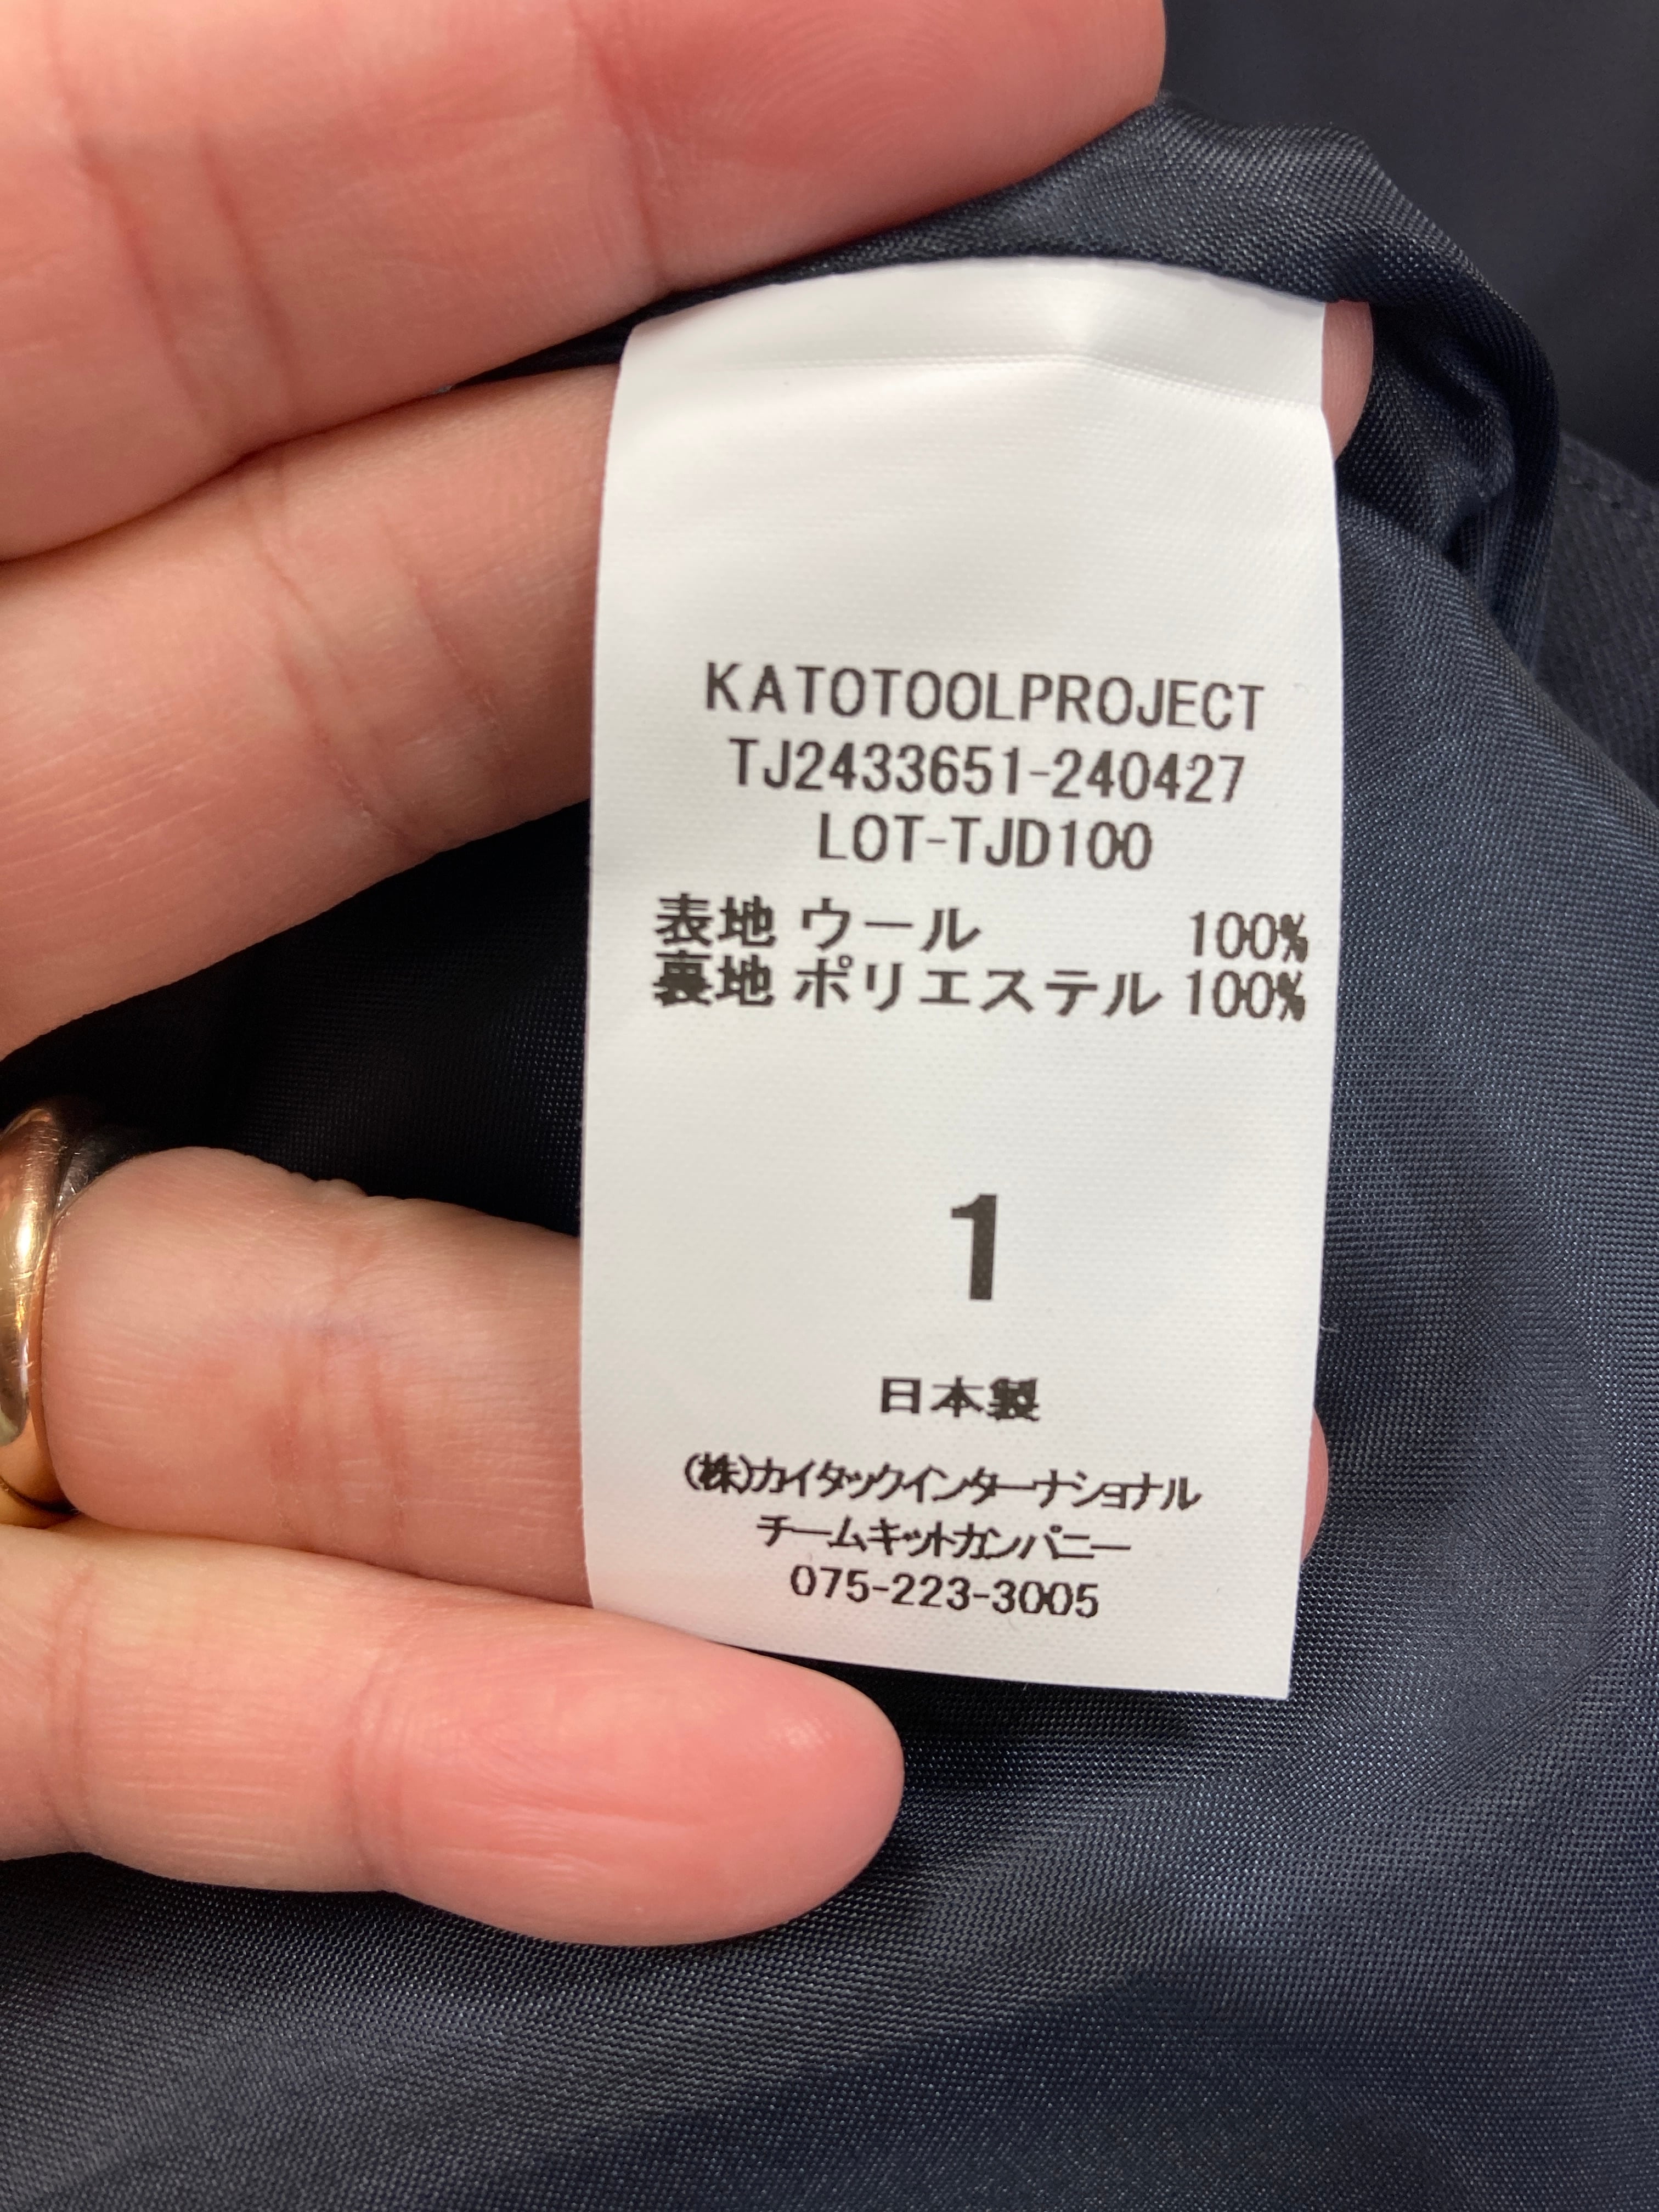 KATOTOOLPROJECT
TJ2433651-240427
LOT-TJD100
表地 ウール 100%
裏地 ポリエステル 100%
1
日本製
(株)カイタックインターナショナル
チームキットカンパニー
075-223-3005